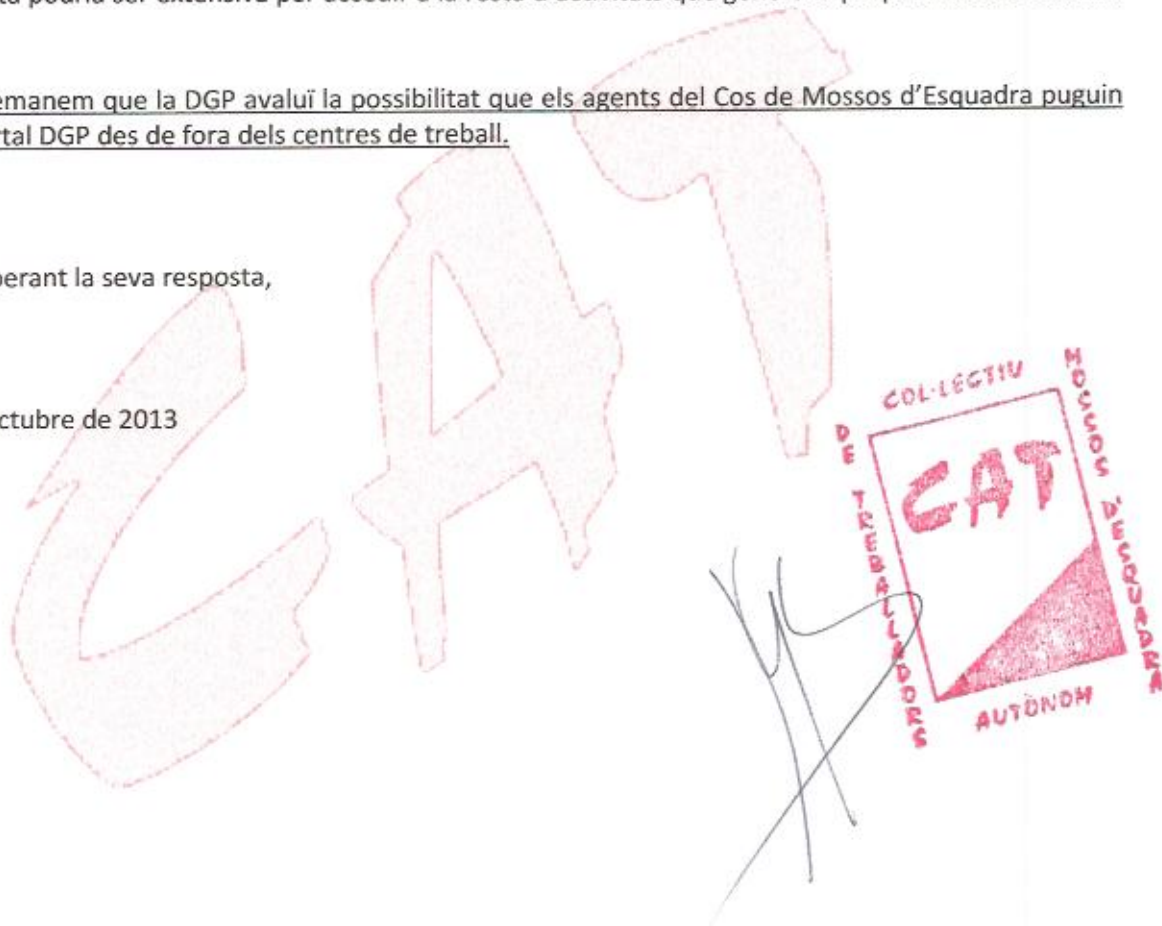 emanem que la DGP avaluï la possibilitat que els agents del Cos de Mossos d'Esquadra puguin
rtal DGP des de fora dels centres de treball.
perant la seva resposta,
ctubre de 2013
CAT
COL·LECTIU
DE TREBALLADORS
MOSSOS D'ESQUADRA
CAT
AUTÒNOM